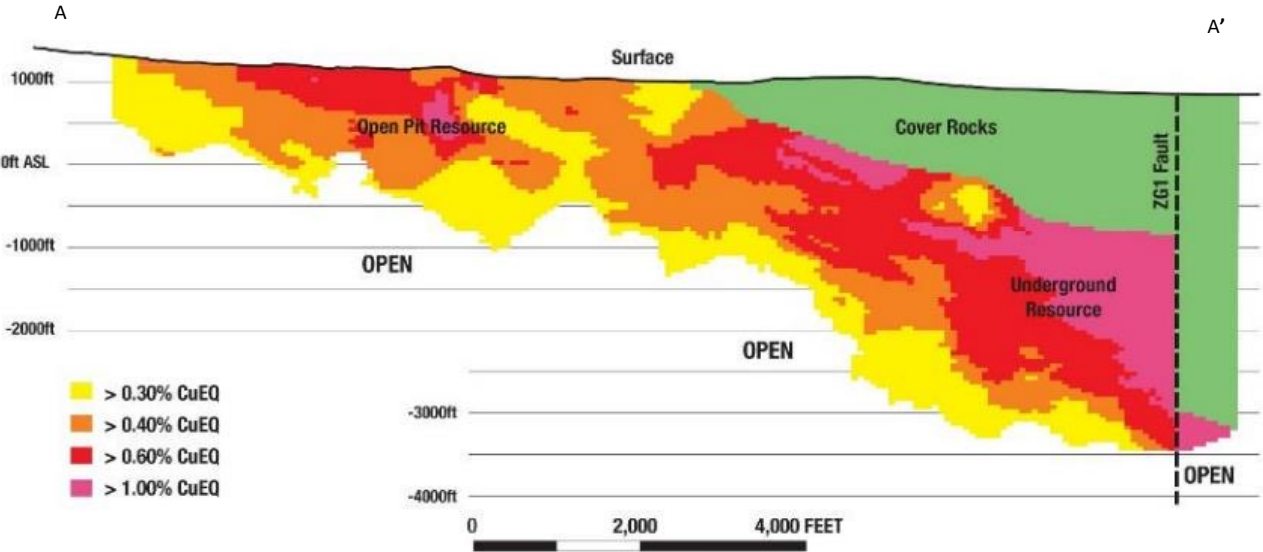 A
A'
Surface
1000ft
Open Pit Resource
Cover Rocks
0ft ASL
ZG1 Fault
-1000ft
OPEN
Underground
Resource
-2000ft
OPEN
> 0.30% CuEQ
> 0.40% CuEQ
-3000ft
> 0.60% CuEQ
> 1.00% CuEQ
OPEN
-4000ft
0 2,000 4,000 FEET